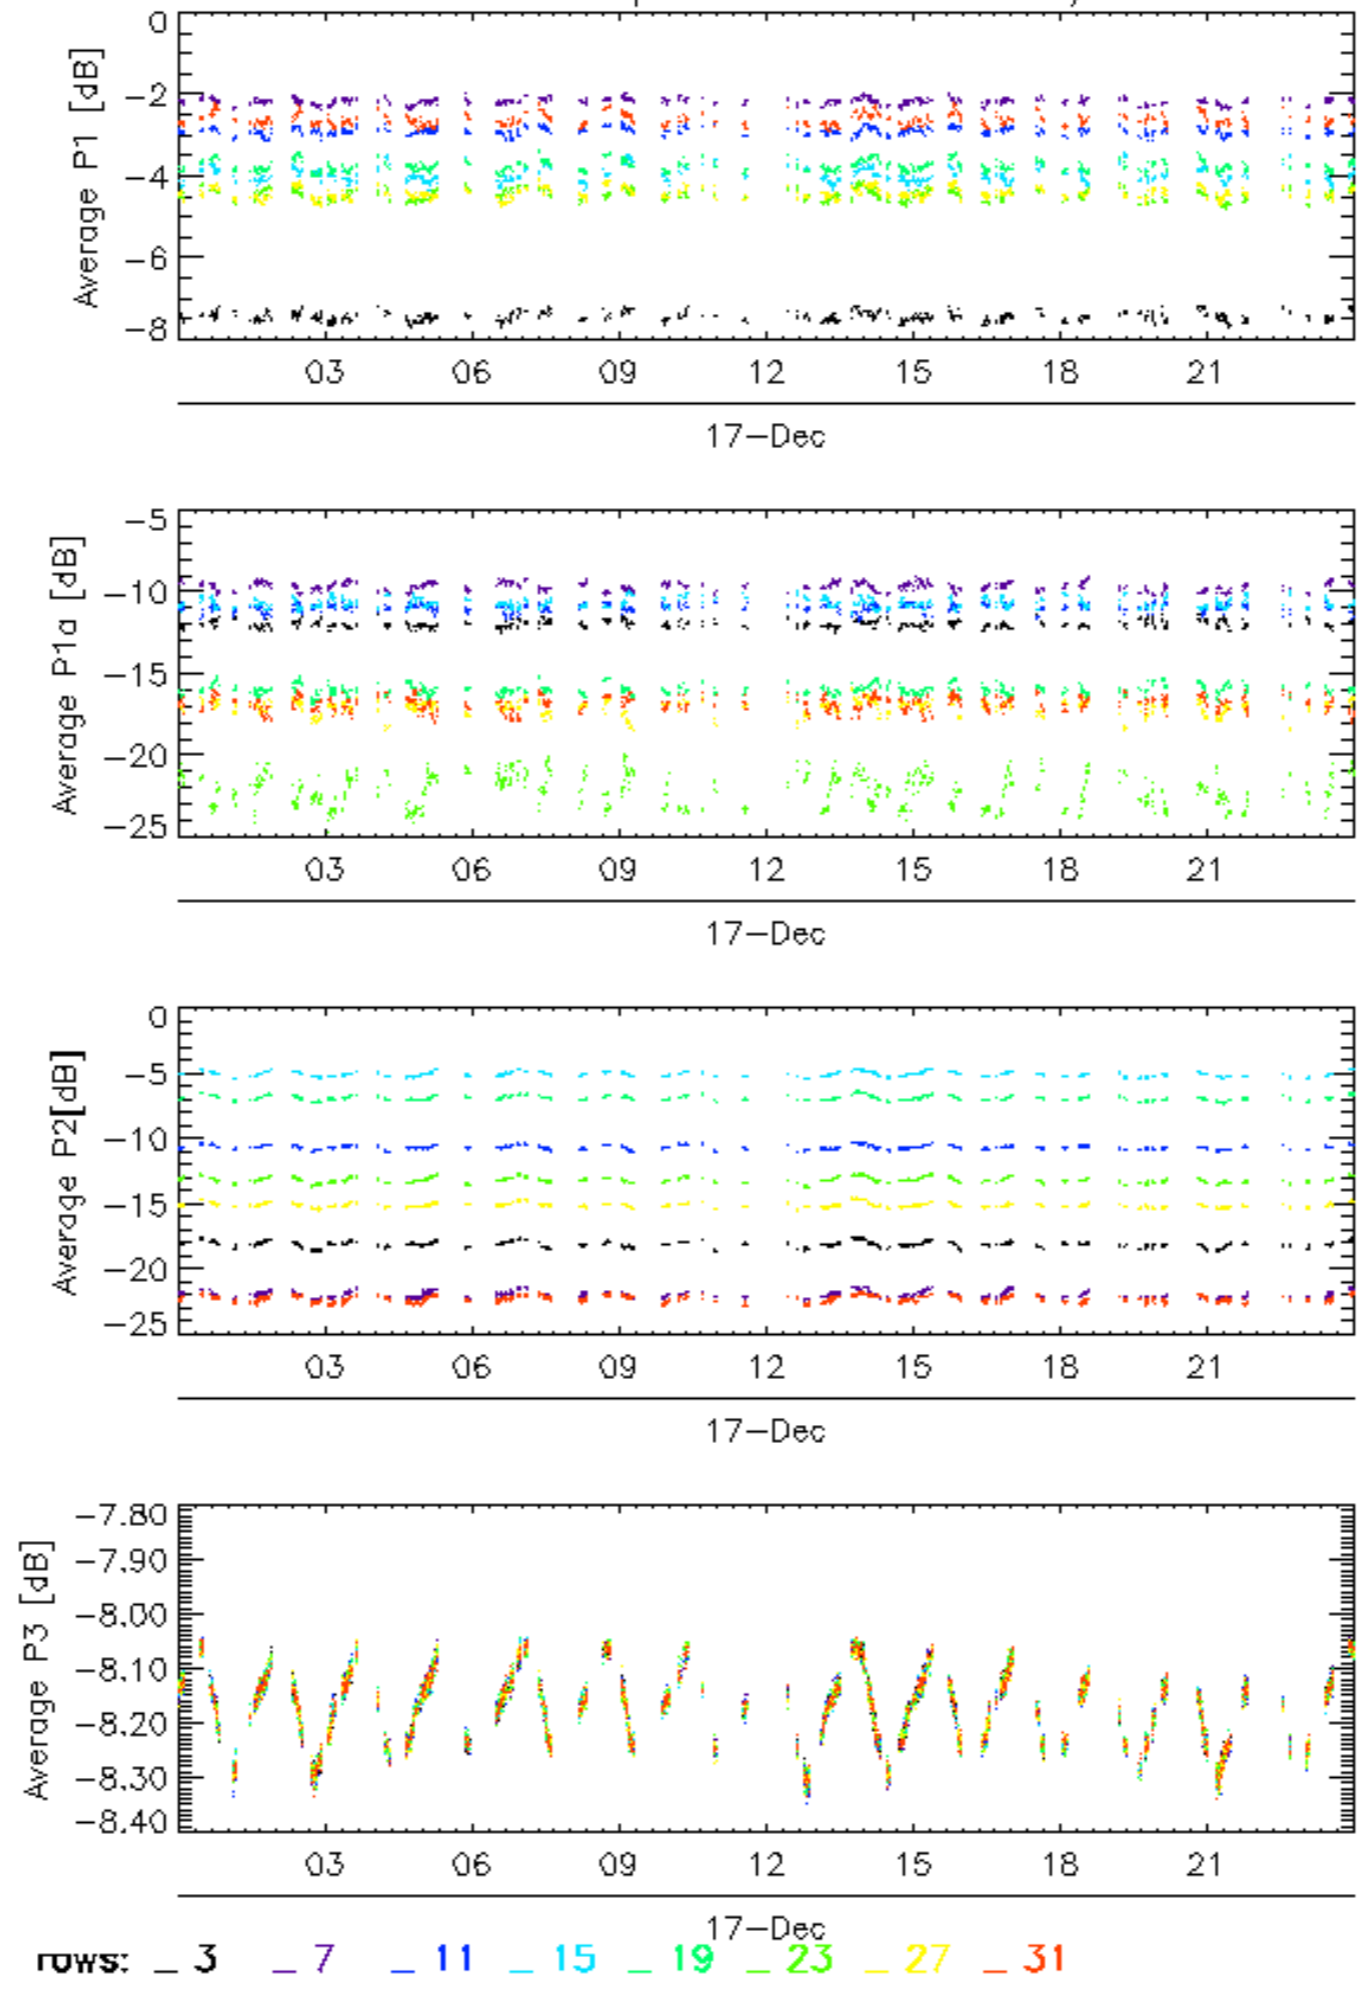 0
−2
−4
−6
−8
Average P1 [dB]
03 06 09 12 15 18 21
17−Dec
−5
−10
−15
−20
−25
Average P1a [dB]
03 06 09 12 15 18 21
17−Dec
0
−5
−10
−15
−20
−25
Average P2[dB]
03 06 09 12 15 18 21
17−Dec
−7.80
−7.90
−8.00
−8.10
−8.20
−8.30
−8.40
Average P3 [dB]
03 06 09 12 15 18 21
17−Dec
rows: _ 3 _ 7 _ 11 _ 15 _ 19 _ 23 _ 27 _ 31